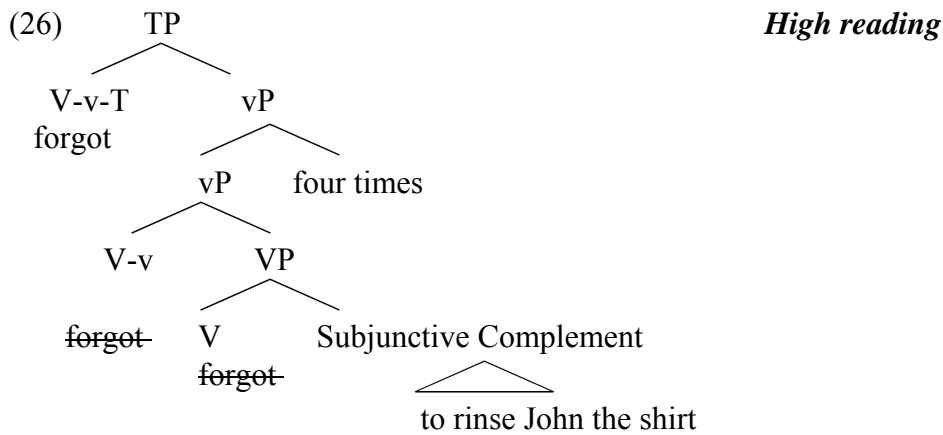 (26) TP High reading
V-v-T vP
forgot
vP four times
V-v VP
forgot V Subjunctive Complement
forgot
to rinse John the shirt